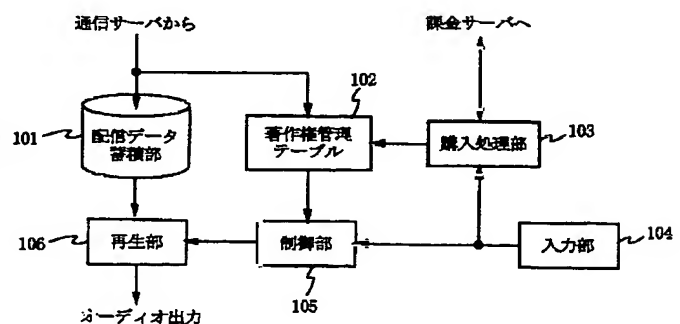 通信サーバから
課金サーバへ
102
101
配信データ
蓄積部
著作権管理
テーブル
購入処理部
103
106
再生部
制御部
入力部
104
105
オーディオ出力